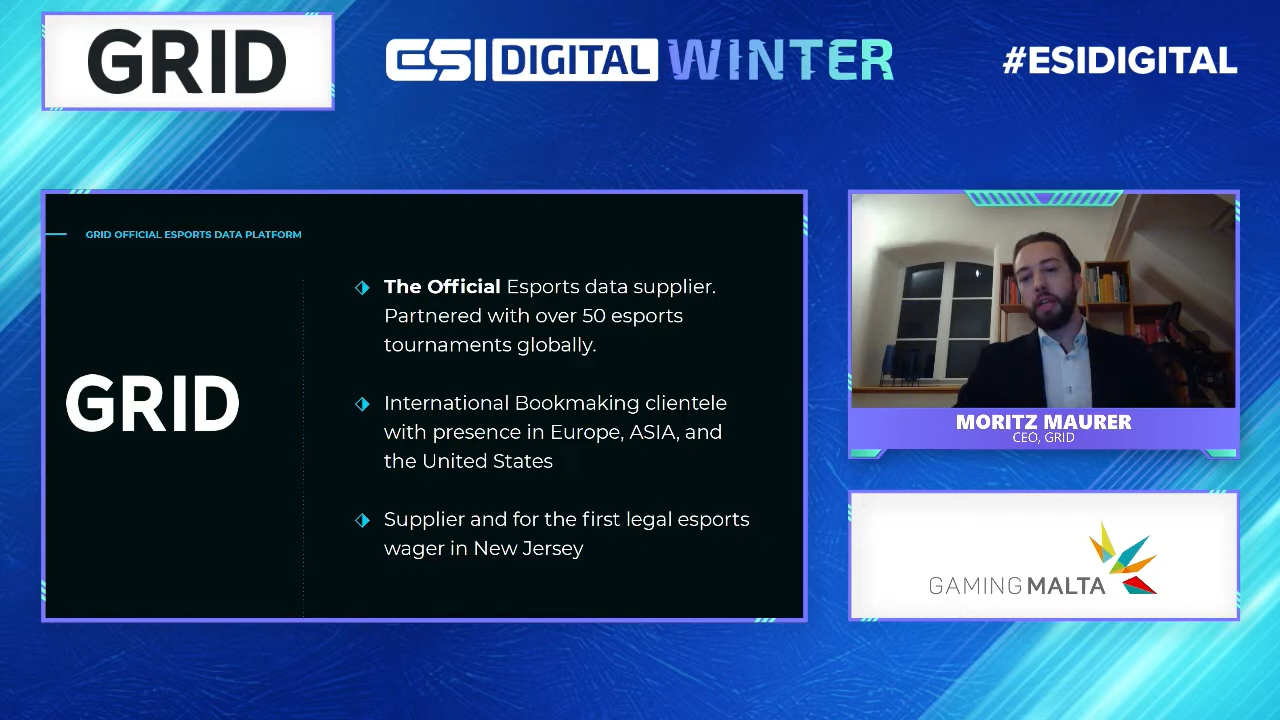 GRID
ESI DIGITAL WINTER
#ESIDIGITAL
GRID OFFICIAL ESPORTS DATA PLATFORM
GRID
The Official Esports data supplier.
Partnered with over 50 esports
tournaments globally.
International Bookmaking clientele
with presence in Europe, ASIA, and
the United States
Supplier and for the first legal esports
wager in New Jersey
MORITZ MAURER
CEO, GRID
GAMINGMALTA